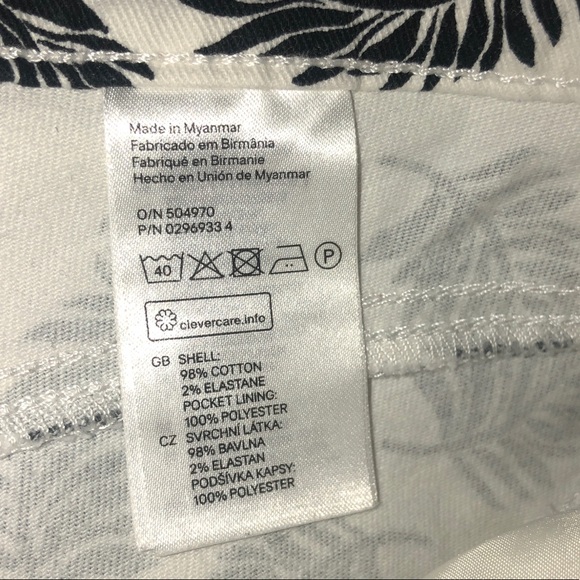 Made in Myanmar
Fabricado em Birmânia
Fabriqué en Birmanie
Hecho en Unión de Myanmar
O/N 504970
P/N 0296933 4
40 P
clevercare.info
GB SHELL:
98% COTTON
2% ELASTANE
POCKET LINING:
100% POLYESTER
CZ SVRCHNÍ LÁTKA:
98% BAVLNA
2% ELASTAN
PODŠÍVKA KAPSY:
100% POLYESTER